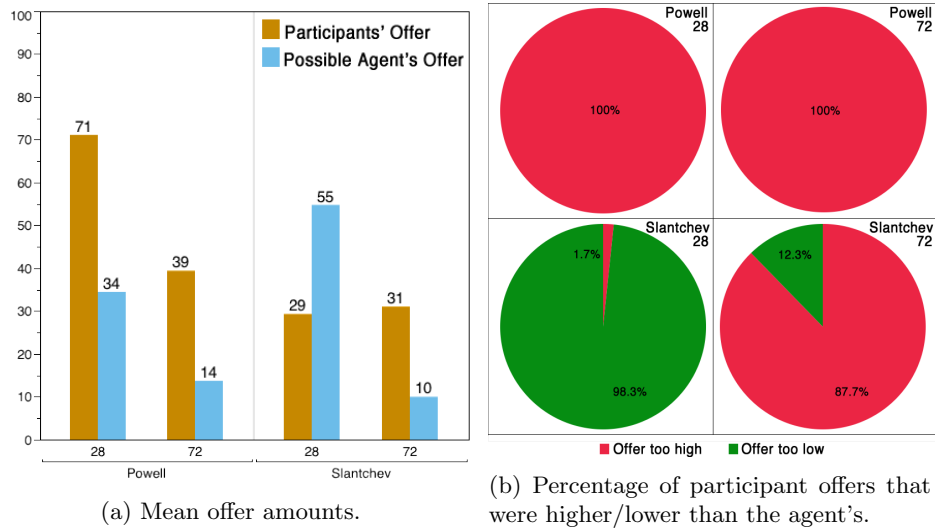 100
90
80
70
60
50
40
30
20
10
0
Participants' Offer
Possible Agent's Offer
71
34
39
14
29
55
31
10
28
72
28
72
Powell
Slantchev
(a) Mean offer amounts.
Powell
28
100%
Powell
72
100%
Slantchev
28
1.7%
98.3%
Slantchev
72
12.3%
87.7%
Offer too high
Offer too low
(b) Percentage of participant offers that
were higher/lower than the agent's.